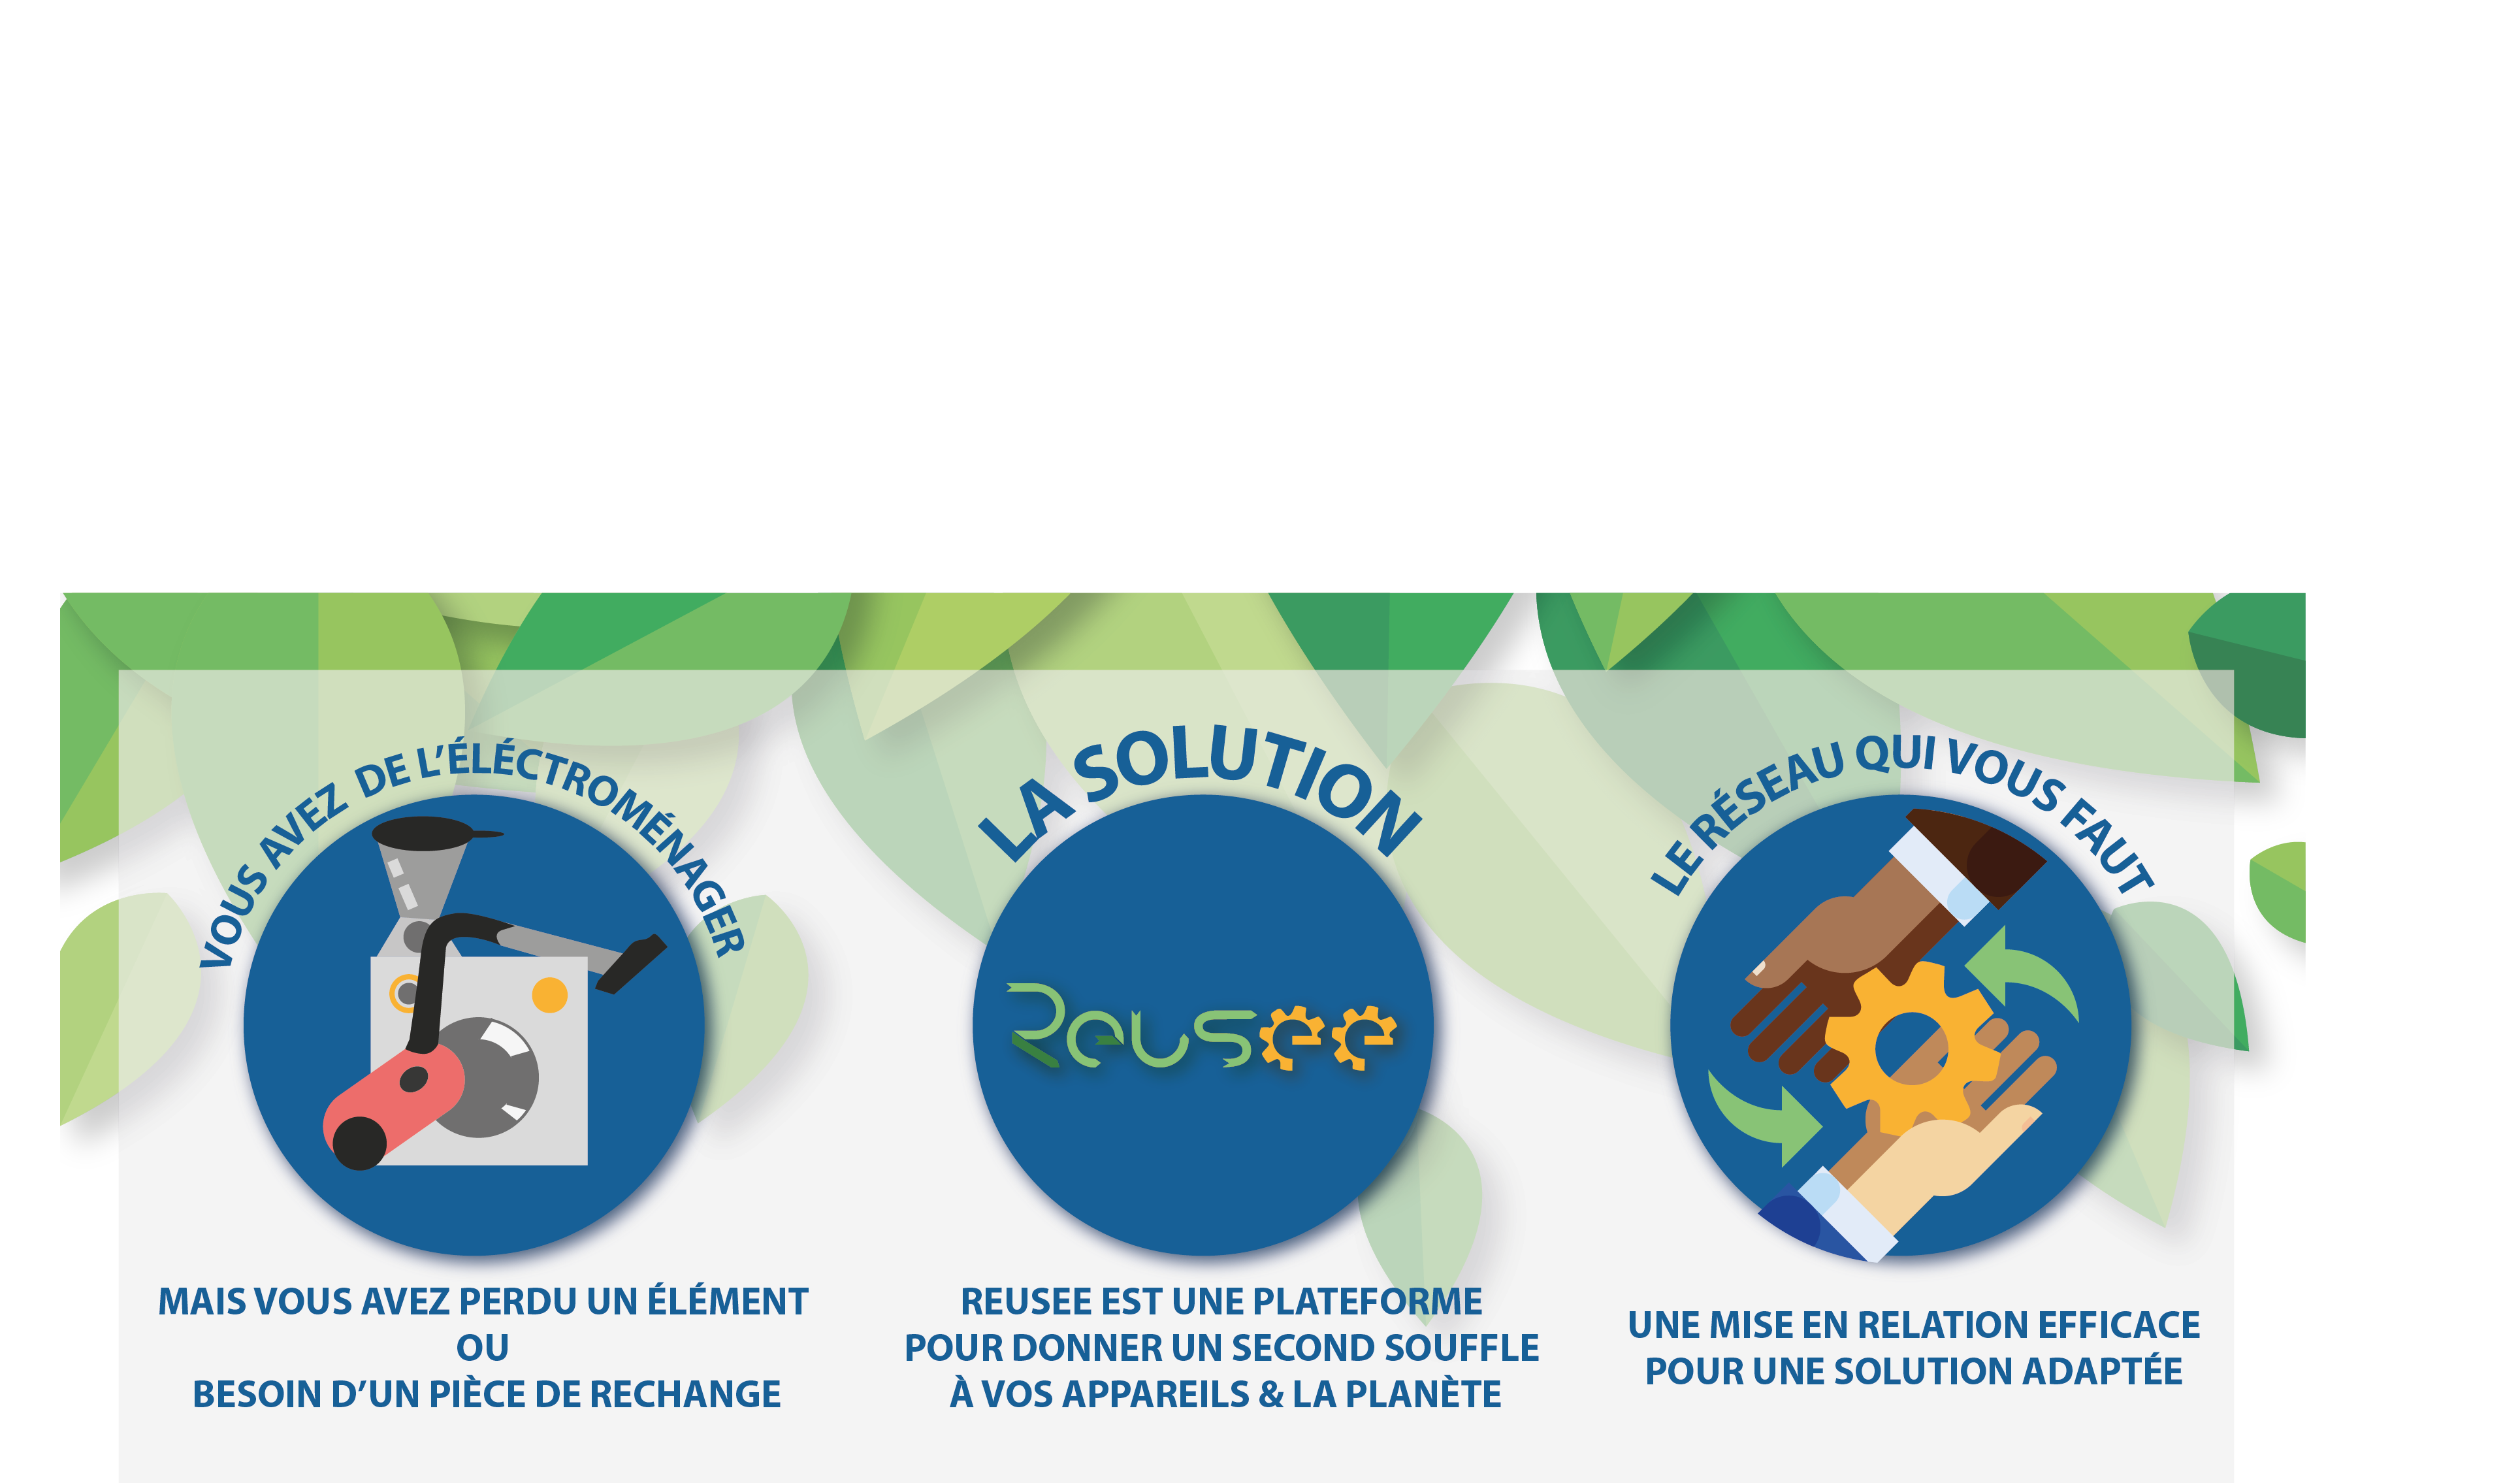 VOUS AVEZ DE L’ÉLÉCTROMÉNAGER
MAIS VOUS AVEZ PERDU UN ÉLÉMENT
OU
BESOIN D’UN PIÈCE DE RECHANGE
LA SOLUTION
Reusee
REUSEE EST UNE PLATEFORME
POUR DONNER UN SECOND SOUFFLE
À VOS APPAREILS & LA PLANÈTE
LE RÉSEAU QUI VOUS FAUT
UNE MISE EN RELATION EFFICACE
POUR UNE SOLUTION ADAPTÉE